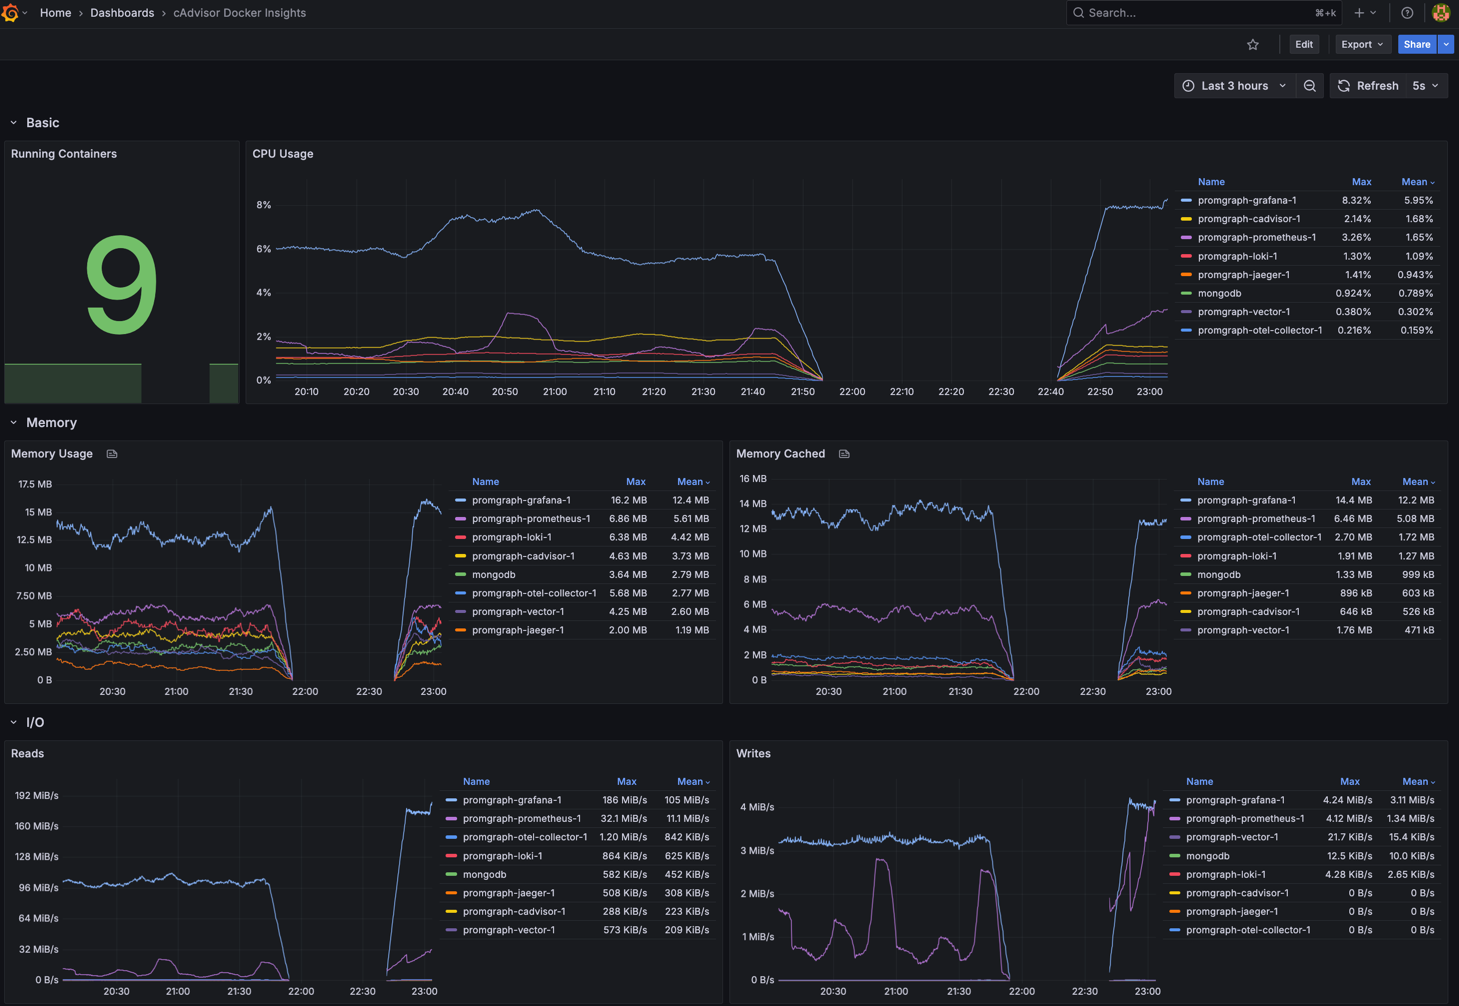 Home › Dashboards › cAdvisor Docker Insights Search... ⌘+k
Edit Export Share
Last 3 hours Refresh 5s
Basic
Running Containers
9
CPU Usage
8%
6%
4%
2%
0%
20:10 20:20 20:30 20:40 20:50 21:00 21:10 21:20 21:30 21:40 21:50 22:00 22:10 22:20 22:30 22:40 22:50 23:00
Name Max Mean
promgraph-grafana-1 8.32% 5.95%
promgraph-cadvisor-1 2.14% 1.68%
promgraph-prometheus-1 3.26% 1.65%
promgraph-loki-1 1.30% 1.09%
promgraph-jaeger-1 1.41% 0.943%
mongodb 0.924% 0.789%
promgraph-vector-1 0.380% 0.302%
promgraph-otel-collector-1 0.216% 0.159%
Memory
Memory Usage
17.5 MB
15 MB
12.5 MB
10 MB
7.50 MB
5 MB
2.50 MB
0 B
20:30 21:00 21:30 22:00 22:30 23:00
Name Max Mean
promgraph-grafana-1 16.2 MB 12.4 MB
promgraph-prometheus-1 6.86 MB 5.61 MB
promgraph-loki-1 6.38 MB 4.42 MB
promgraph-cadvisor-1 4.63 MB 3.73 MB
mongodb 3.64 MB 2.79 MB
promgraph-otel-collector-1 5.68 MB 2.77 MB
promgraph-vector-1 4.25 MB 2.60 MB
promgraph-jaeger-1 2.00 MB 1.19 MB
Memory Cached
16 MB
14 MB
12 MB
10 MB
8 MB
6 MB
4 MB
2 MB
0 B
20:30 21:00 21:30 22:00 22:30 23:00
Name Max Mean
promgraph-grafana-1 14.4 MB 12.2 MB
promgraph-prometheus-1 6.46 MB 5.08 MB
promgraph-otel-collector-1 2.70 MB 1.72 MB
promgraph-loki-1 1.91 MB 1.27 MB
mongodb 1.33 MB 999 kB
promgraph-jaeger-1 896 kB 603 kB
promgraph-cadvisor-1 646 kB 526 kB
promgraph-vector-1 1.76 MB 471 kB
I/O
Reads
192 MiB/s
160 MiB/s
128 MiB/s
96 MiB/s
64 MiB/s
32 MiB/s
0 B/s
20:30 21:00 21:30 22:00 22:30 23:00
Name Max Mean
promgraph-grafana-1 186 MiB/s 105 MiB/s
promgraph-prometheus-1 32.1 MiB/s 11.1 MiB/s
promgraph-otel-collector-1 1.20 MiB/s 842 KiB/s
promgraph-loki-1 864 KiB/s 625 KiB/s
mongodb 582 KiB/s 452 KiB/s
promgraph-jaeger-1 508 KiB/s 308 KiB/s
promgraph-cadvisor-1 288 KiB/s 223 KiB/s
promgraph-vector-1 573 KiB/s 209 KiB/s
Writes
4 MiB/s
3 MiB/s
2 MiB/s
1 MiB/s
0 B/s
20:30 21:00 21:30 22:00 22:30 23:00
Name Max Mean
promgraph-grafana-1 4.24 MiB/s 3.11 MiB/s
promgraph-prometheus-1 4.12 MiB/s 1.34 MiB/s
promgraph-vector-1 21.7 KiB/s 15.4 KiB/s
mongodb 12.5 KiB/s 10.0 KiB/s
promgraph-loki-1 4.28 KiB/s 2.65 KiB/s
promgraph-cadvisor-1 0 B/s 0 B/s
promgraph-jaeger-1 0 B/s 0 B/s
promgraph-otel-collector-1 0 B/s 0 B/s